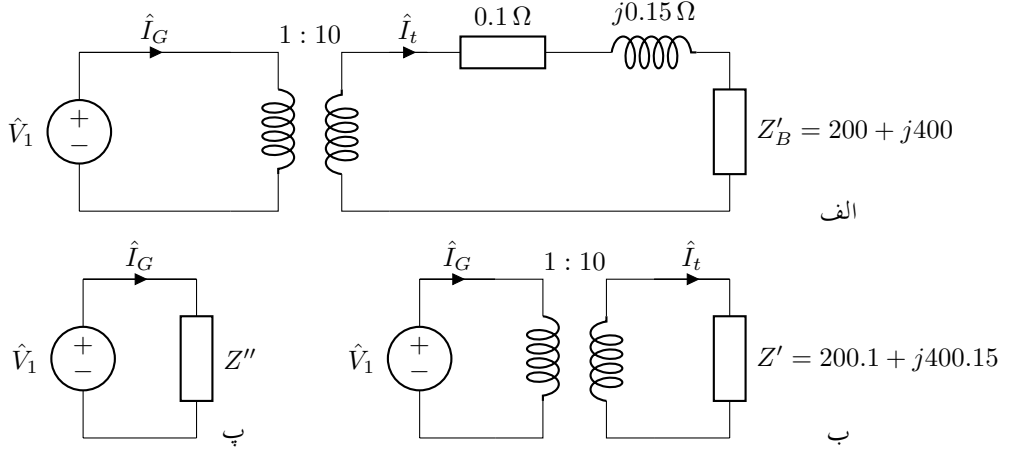 Î_G 1 : 10 Î_t 0.1 Ω j0.15 Ω
V̂_1 + − Z′_B = 200 + j400
الف
Î_G Î_G 1 : 10 Î_t
V̂_1 + − Z′′ V̂_1 + − Z′ = 200.1 + j400.15
پ ب